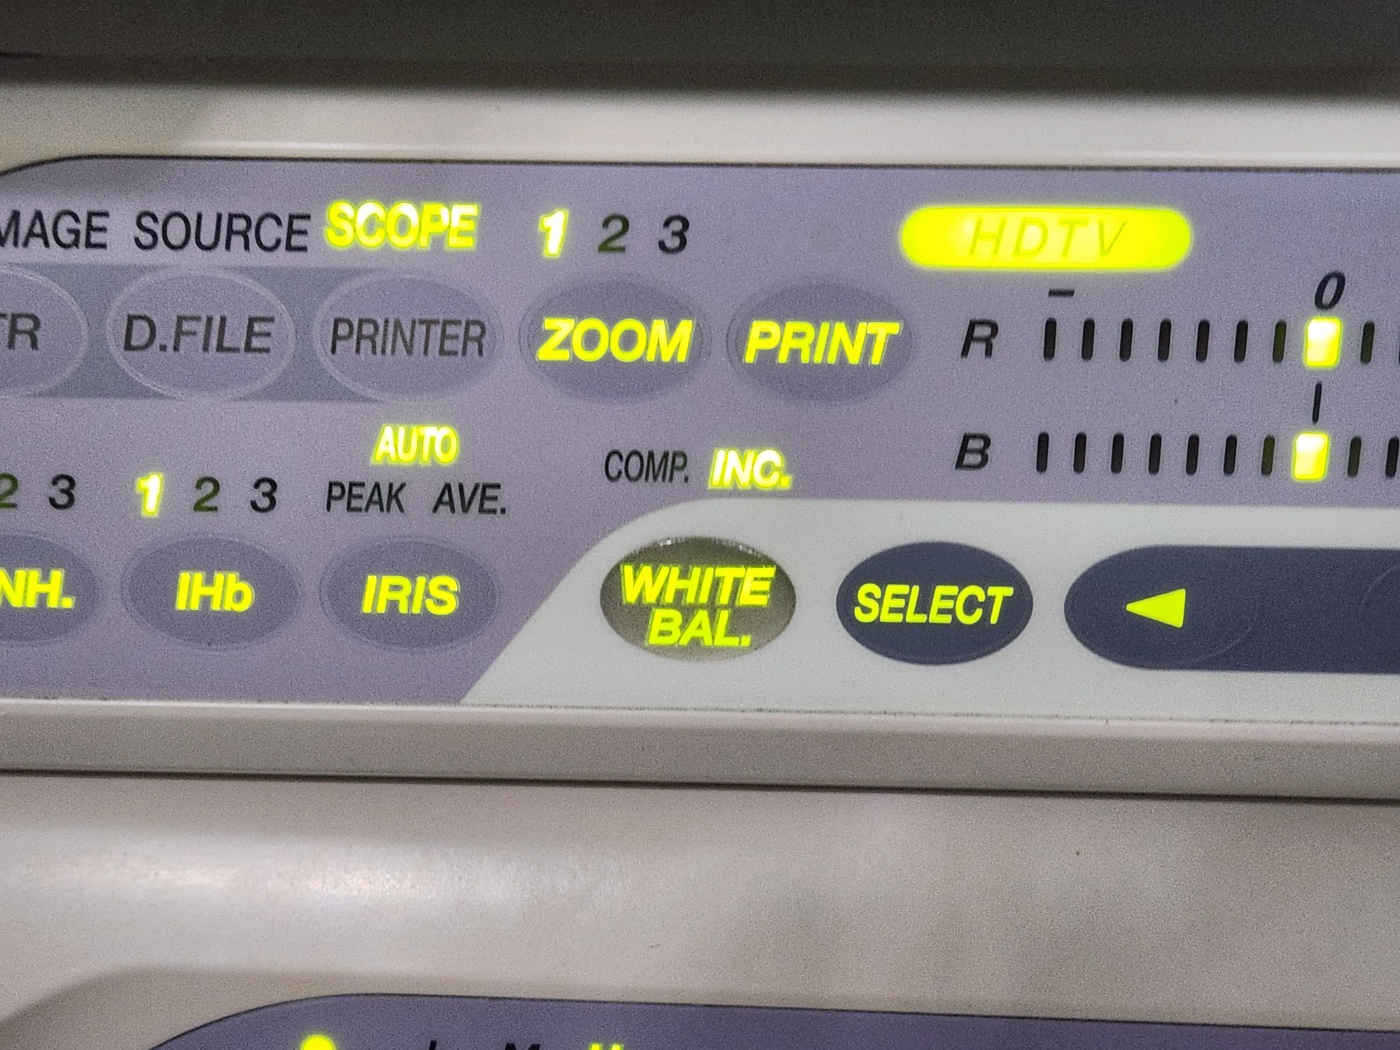 MAGE SOURCE SCOPE 1 2 3 HDTV
- 0
TR D.FILE PRINTER ZOOM PRINT R
AUTO
COMP. INC. B
2 3 1 2 3 PEAK AVE.
NH. IHb IRIS WHITE BAL. SELECT